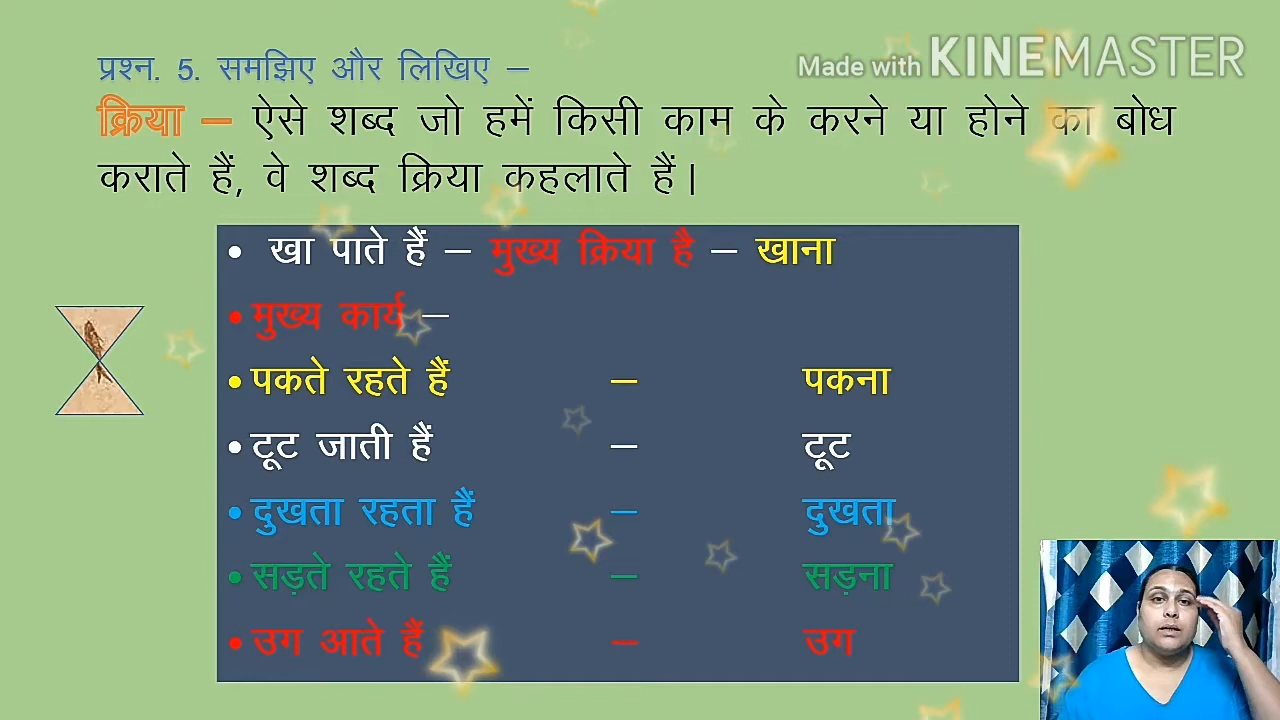 प्रश्न. 5. समझिए और लिखिए –
Made with KINEMASTER
क्रिया – ऐसे शब्द जो हमें किसी काम के करने या होने का बोध
कराते हैं, वे शब्द क्रिया कहलाते हैं।
• खा पाते हैं – मुख्य क्रिया है – खाना
• मुख्य कार्य –
• पकते रहते हैं – पकना
• टूट जाती हैं – टूट
• दुखता रहता हैं – दुखता
• सड़ते रहते हैं – सड़ना
• उग आते हैं – उग